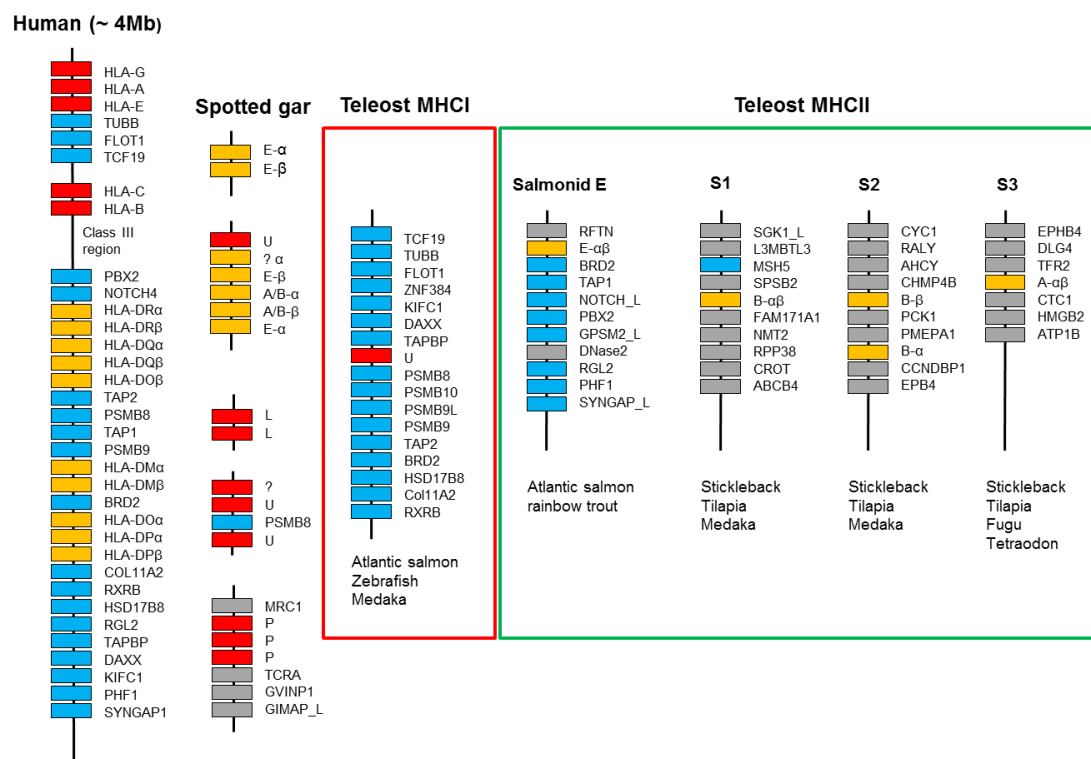 Human (~ 4Mb)
HLA-G
HLA-A
HLA-E
TUBB
FLOT1
TCF19
HLA-C
HLA-B
Class III
region
PBX2
NOTCH4
HLA-DRα
HLA-DRβ
HLA-DQα
HLA-DQβ
HLA-DOβ
TAP2
PSMB8
TAP1
PSMB9
HLA-DMα
HLA-DMβ
BRD2
HLA-DOα
HLA-DPα
HLA-DPβ
COL11A2
RXRB
HSD17B8
RGL2
TAPBP
DAXX
KIFC1
PHF1
SYNGAP1
Spotted gar
E-α
E-β
U
? α
E-β
A/B-α
A/B-β
E-α
L
L
?
U
PSMB8
U
MRC1
P
P
P
TCRA
GVINP1
GIMAP_L
Teleost MHCI
TCF19
TUBB
FLOT1
ZNF384
KIFC1
DAXX
TAPBP
U
PSMB8
PSMB10
PSMB9L
PSMB9
TAP2
BRD2
HSD17B8
Col11A2
RXRB
Atlantic salmon
Zebrafish
Medaka
Teleost MHCII
Salmonid E
RFTN
E-αβ
BRD2
TAP1
NOTCH_L
PBX2
GPSM2_L
DNase2
RGL2
PHF1
SYNGAP_L
Atlantic salmon
rainbow trout
S1
SGK1_L
L3MBTL3
MSH5
SPSB2
B-αβ
FAM171A1
NMT2
RPP38
CROT
ABCB4
Stickleback
Tilapia
Medaka
S2
CYC1
RALY
AHCY
CHMP4B
B-β
PCK1
PMEPA1
B-α
CCNDBP1
EPB4
Stickleback
Tilapia
Medaka
S3
EPHB4
DLG4
TFR2
A-αβ
CTC1
HMGB2
ATP1B
Stickleback
Tilapia
Fugu
Tetraodon